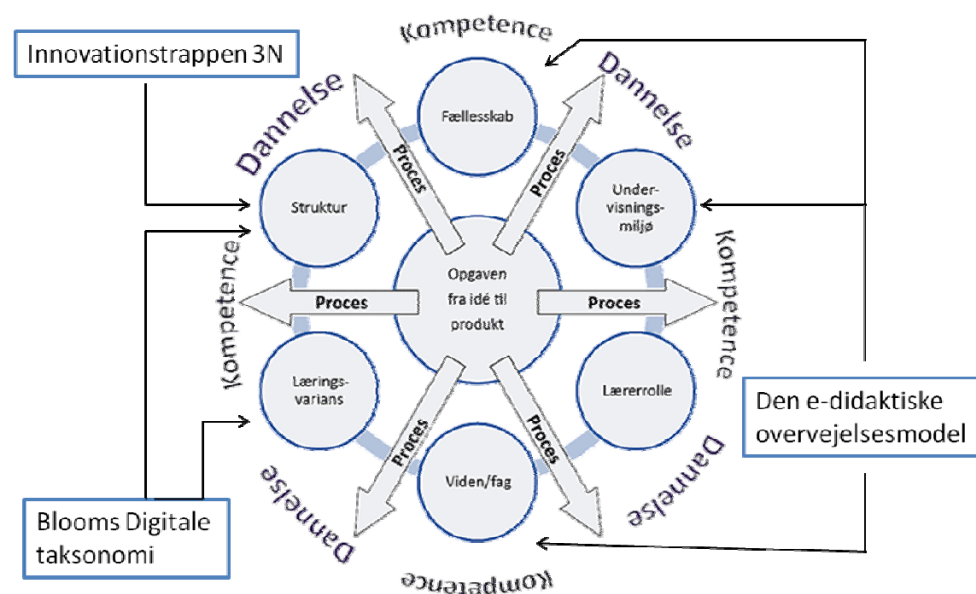 Kompetence
Innovationstrappen 3N
Dannelse
Dannelse
Fællesskab
Proces
Proces
Struktur
Under-
visnings-
miljø
Kompetence
Kompetence
Opgaven
fra idé til
produkt
Proces
Proces
Lærings-
varians
Lærerrolle
Den e-didaktiske
overvejelsesmodel
Proces
Proces
Viden/fag
Dannelse
Dannelse
Blooms Digitale
taksonomi
Kompetence